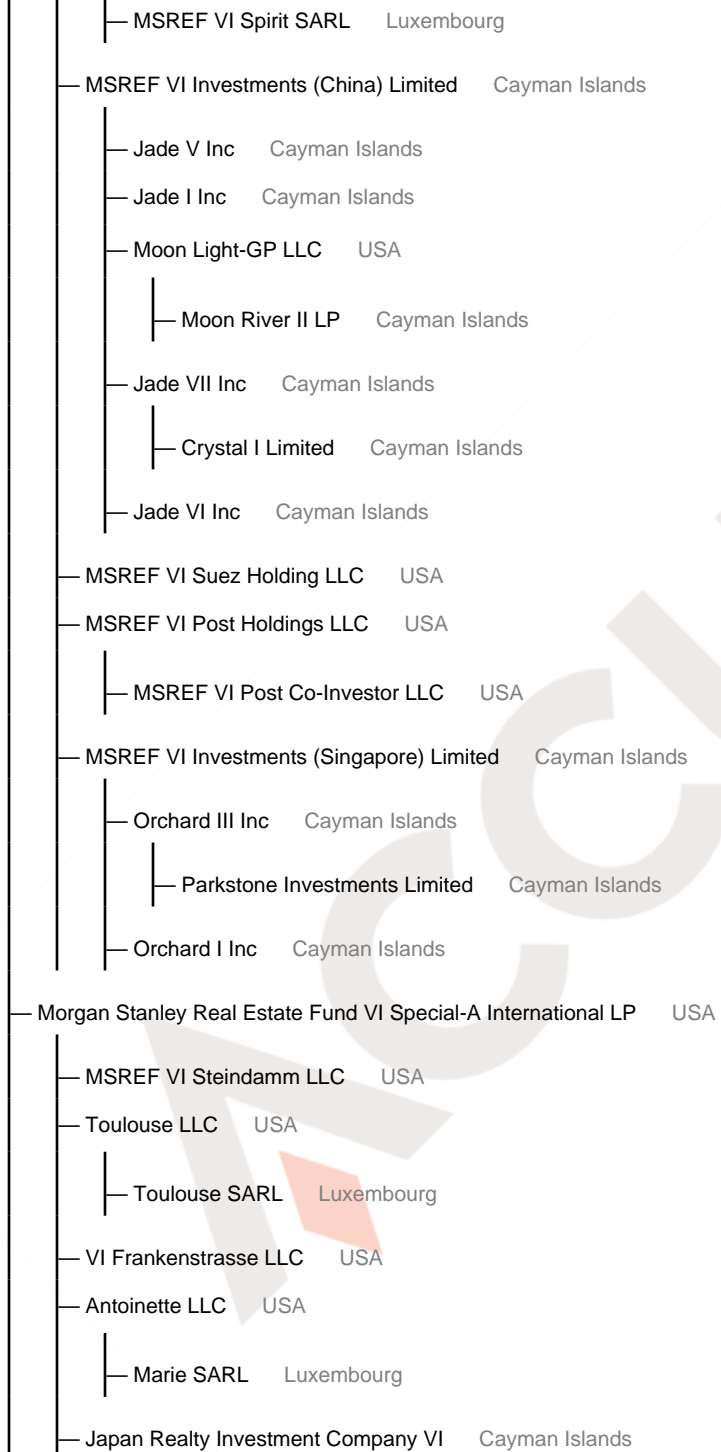 MSREF VI Spirit SARL Luxembourg
MSREF VI Investments (China) Limited Cayman Islands
Jade V Inc Cayman Islands
Jade I Inc Cayman Islands
Moon Light-GP LLC USA
Moon River II LP Cayman Islands
Jade VII Inc Cayman Islands
Crystal I Limited Cayman Islands
Jade VI Inc Cayman Islands
MSREF VI Suez Holding LLC USA
MSREF VI Post Holdings LLC USA
MSREF VI Post Co-Investor LLC USA
MSREF VI Investments (Singapore) Limited Cayman Islands
Orchard III Inc Cayman Islands
Parkstone Investments Limited Cayman Islands
Orchard I Inc Cayman Islands
Morgan Stanley Real Estate Fund VI Special-A International LP USA
MSREF VI Steindamm LLC USA
Toulouse LLC USA
Toulouse SARL Luxembourg
VI Frankenstrasse LLC USA
Antoinette LLC USA
Marie SARL Luxembourg
Japan Realty Investment Company VI Cayman Islands